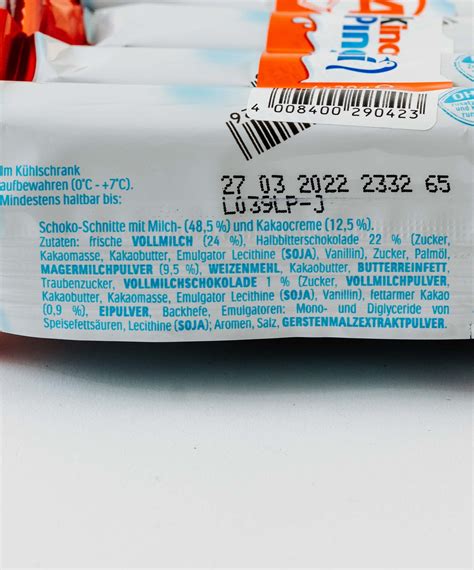 kinder
Pingui
4 008400 290423
Im Kühlschrank
aufbewahren (0°C - +7°C).
Mindestens haltbar bis:
27 03 2022 2332 65
L039LP-J
Schoko-Schnitte mit Milch- (48,5 %) und Kakaocreme (12,5 %).
Zutaten: frische VOLLMILCH (24 %), Halbbitterschokolade 22 % (Zucker,
Kakaomasse, Kakaobutter, Emulgator Lecithine (SOJA), Vanillin), Zucker, Palmöl,
MAGERMILCHPULVER (9,5 %), WEIZENMEHL, Kakaobutter, BUTTERREINFETT,
Traubenzucker, VOLLMILCHSCHOKOLADE 1 % (Zucker, VOLLMILCHPULVER,
Kakaobutter, Kakaomasse, Emulgator Lecithine (SOJA), Vanillin), fettarmer Kakao
(0,9 %), EIPULVER, Backhefe, Emulgatoren: Mono- und Diglyceride von
Speisefettsäuren, Lecithine (SOJA); Aromen, Salz, GERSTENMALZEXTRAKTPULVER.